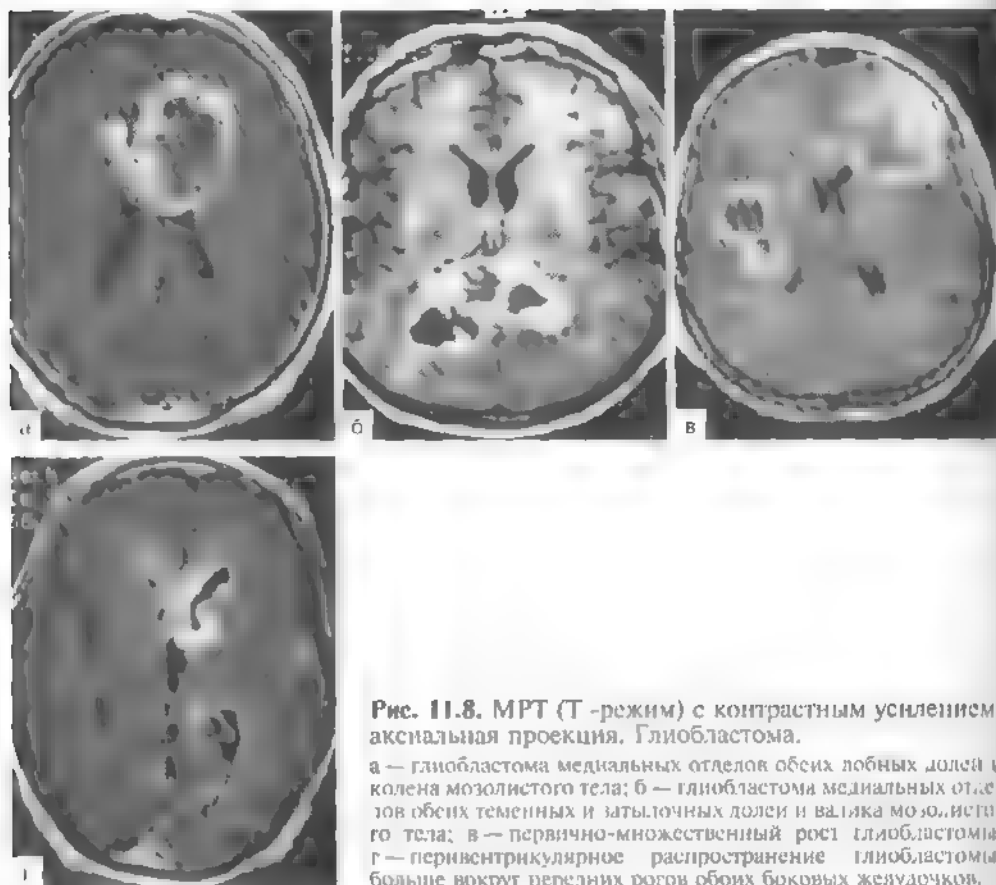 а
б
в
Рис. 11.8. МРТ (Т -режим) с контрастным усилением
аксиальная проекция. Глиобластома.
а — глиобластома медиальных отделов обеих лобных долей и
колена мозолистого тела; б — глиобластома медиальных отде
лов обеих теменных и затылочных долей и валика мозолисто
го тела; в — первично-множественный рост глиобластомы
г — перивентрикулярное распространение глиобластомы
больше вокруг передних рогов обоих боковых желудочков.